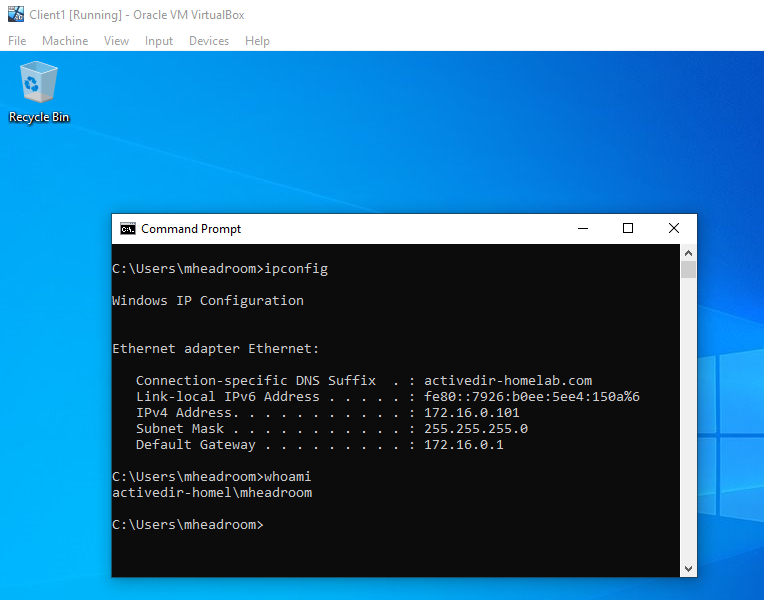 Client1 [Running] - Oracle VM VirtualBox
File Machine View Input Devices Help
Recycle Bin
Command Prompt
C:\Users\mheadroom>ipconfig
Windows IP Configuration
Ethernet adapter Ethernet:
Connection-specific DNS Suffix . : activedir-homelab.com
Link-local IPv6 Address . . . . . : fe80::7926:b0ee:5ee4:150a%6
IPv4 Address. . . . . . . . . . . : 172.16.0.101
Subnet Mask . . . . . . . . . . . : 255.255.255.0
Default Gateway . . . . . . . . . : 172.16.0.1
C:\Users\mheadroom>whoami
activedir-homel\mheadroom
C:\Users\mheadroom>